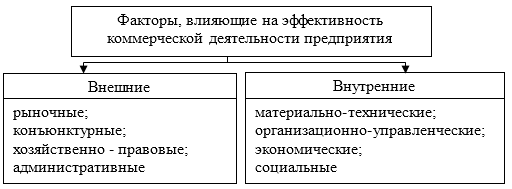 Факторы, влияющие на эффективность
коммерческой деятельности предприятия
Внешние
рыночные;
конъюнктурные;
хозяйственно - правовые;
административные
Внутренние
материально-технические;
организационно-управленческие;
экономические;
социальные